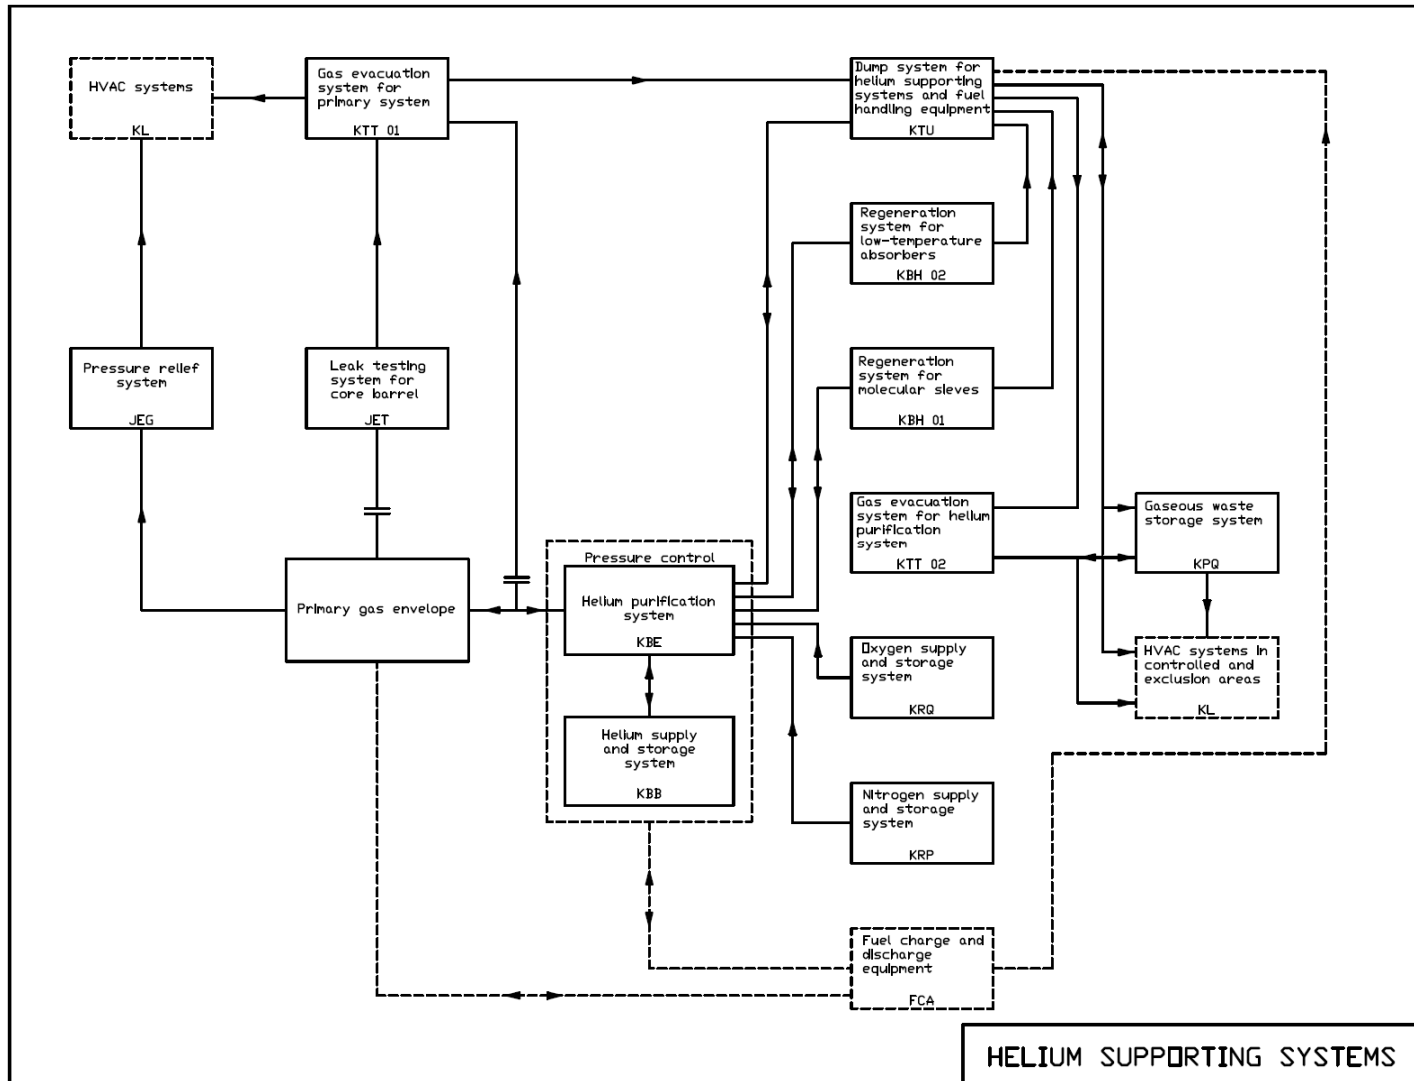 HVAC systems
KL
Gas evacuation
system for
primary system
KTT 01
Dump system for
helium supporting
systems and fuel
handling equipment
KTU
Regeneration
system for
low-temperature
absorbers
KBH 02
Pressure relief
system
JEG
Leak testing
system for
core barrel
JET
Regeneration
system for
molecular sieves
KBH 01
Gas evacuation
system for helium
purification
system
KTT 02
Gaseous waste
storage system
KPQ
Pressure control
Primary gas envelope
Helium purification
system
KBE
Oxygen supply
and storage
system
KRQ
HVAC systems in
controlled and
exclusion areas
KL
Helium supply
and storage
system
KBB
Nitrogen supply
and storage
system
KRP
Fuel charge and
discharge
equipment
FCA
HELIUM SUPPORTING SYSTEMS